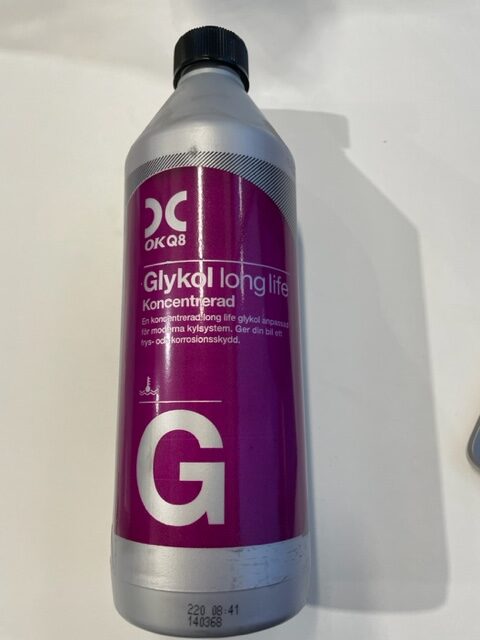 OKQ8
Glykol long life
Koncentrerad
En koncentrerad long life glykol anpassad
för moderna kylsystem. Ger din bil ett
frys- och korrosionsskydd.
G
220 08:41
140368